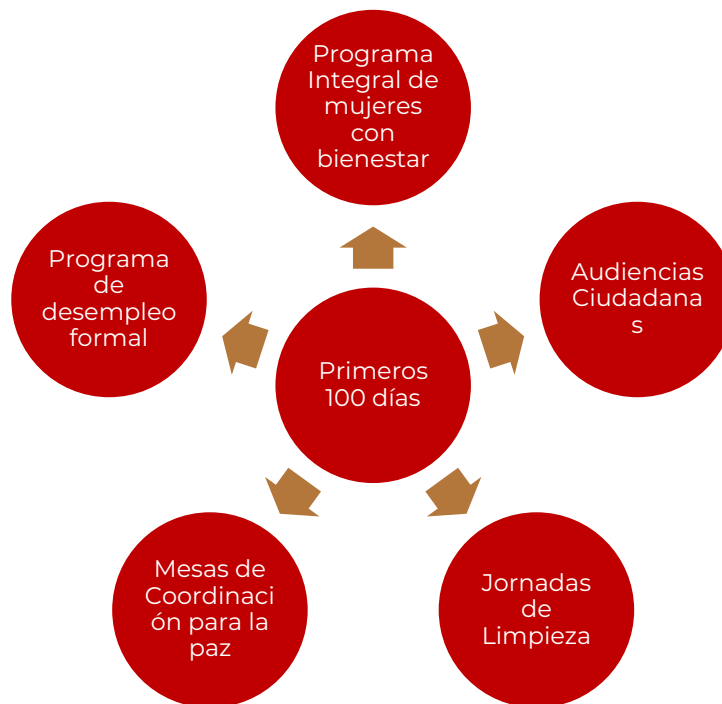 Programa
Integral de
mujeres
con
bienestar
Programa
de
desempleo
formal
Audiencias
Ciudadana
s
Primeros
100 días
Mesas de
Coordinaci
ón para la
paz
Jornadas
de
Limpieza